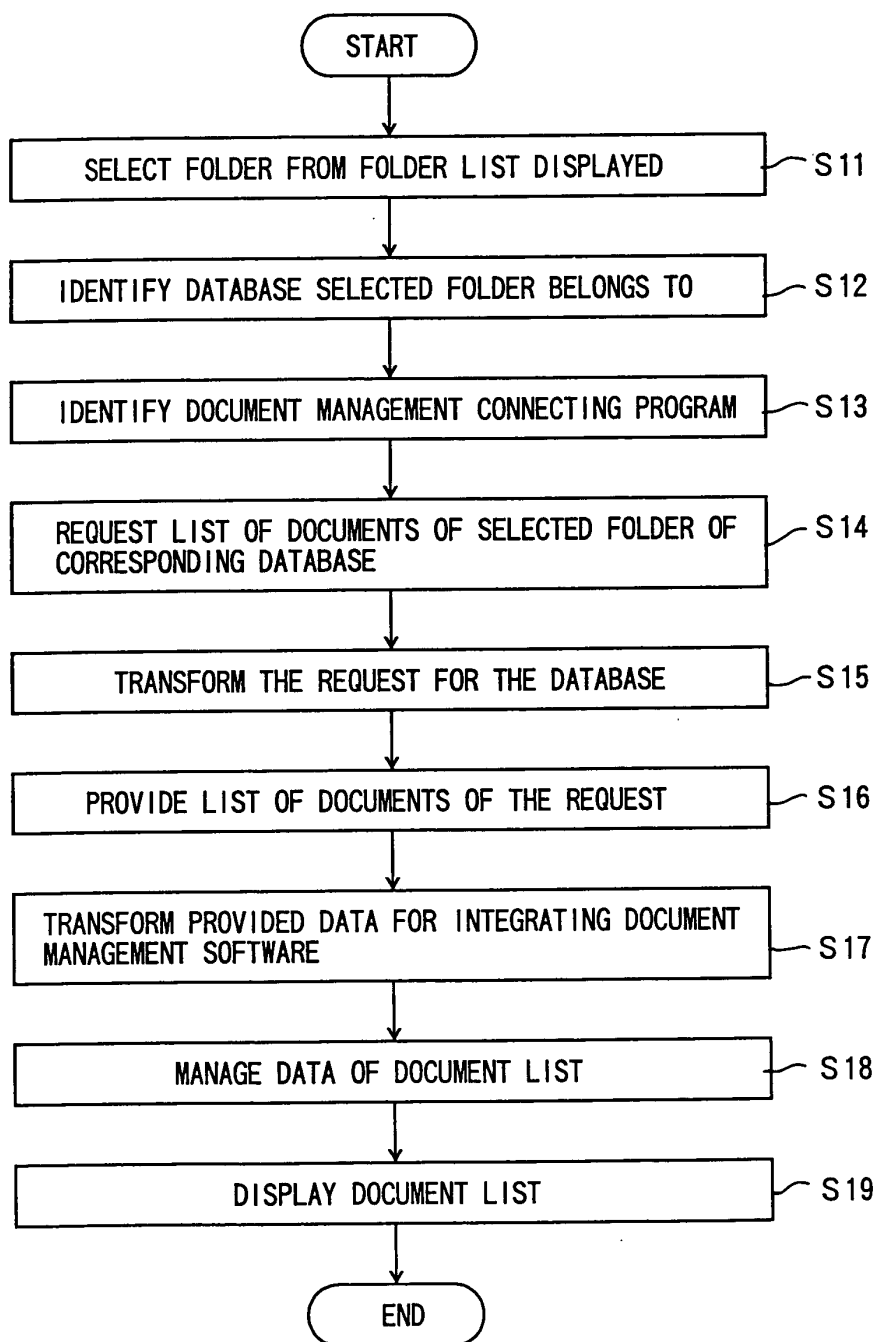 START
SELECT FOLDER FROM FOLDER LIST DISPLAYED S11
IDENTIFY DATABASE SELECTED FOLDER BELONGS TO S12
IDENTIFY DOCUMENT MANAGEMENT CONNECTING PROGRAM S13
REQUEST LIST OF DOCUMENTS OF SELECTED FOLDER OF
CORRESPONDING DATABASE S14
TRANSFORM THE REQUEST FOR THE DATABASE S15
PROVIDE LIST OF DOCUMENTS OF THE REQUEST S16
TRANSFORM PROVIDED DATA FOR INTEGRATING DOCUMENT
MANAGEMENT SOFTWARE S17
MANAGE DATA OF DOCUMENT LIST S18
DISPLAY DOCUMENT LIST S19
END